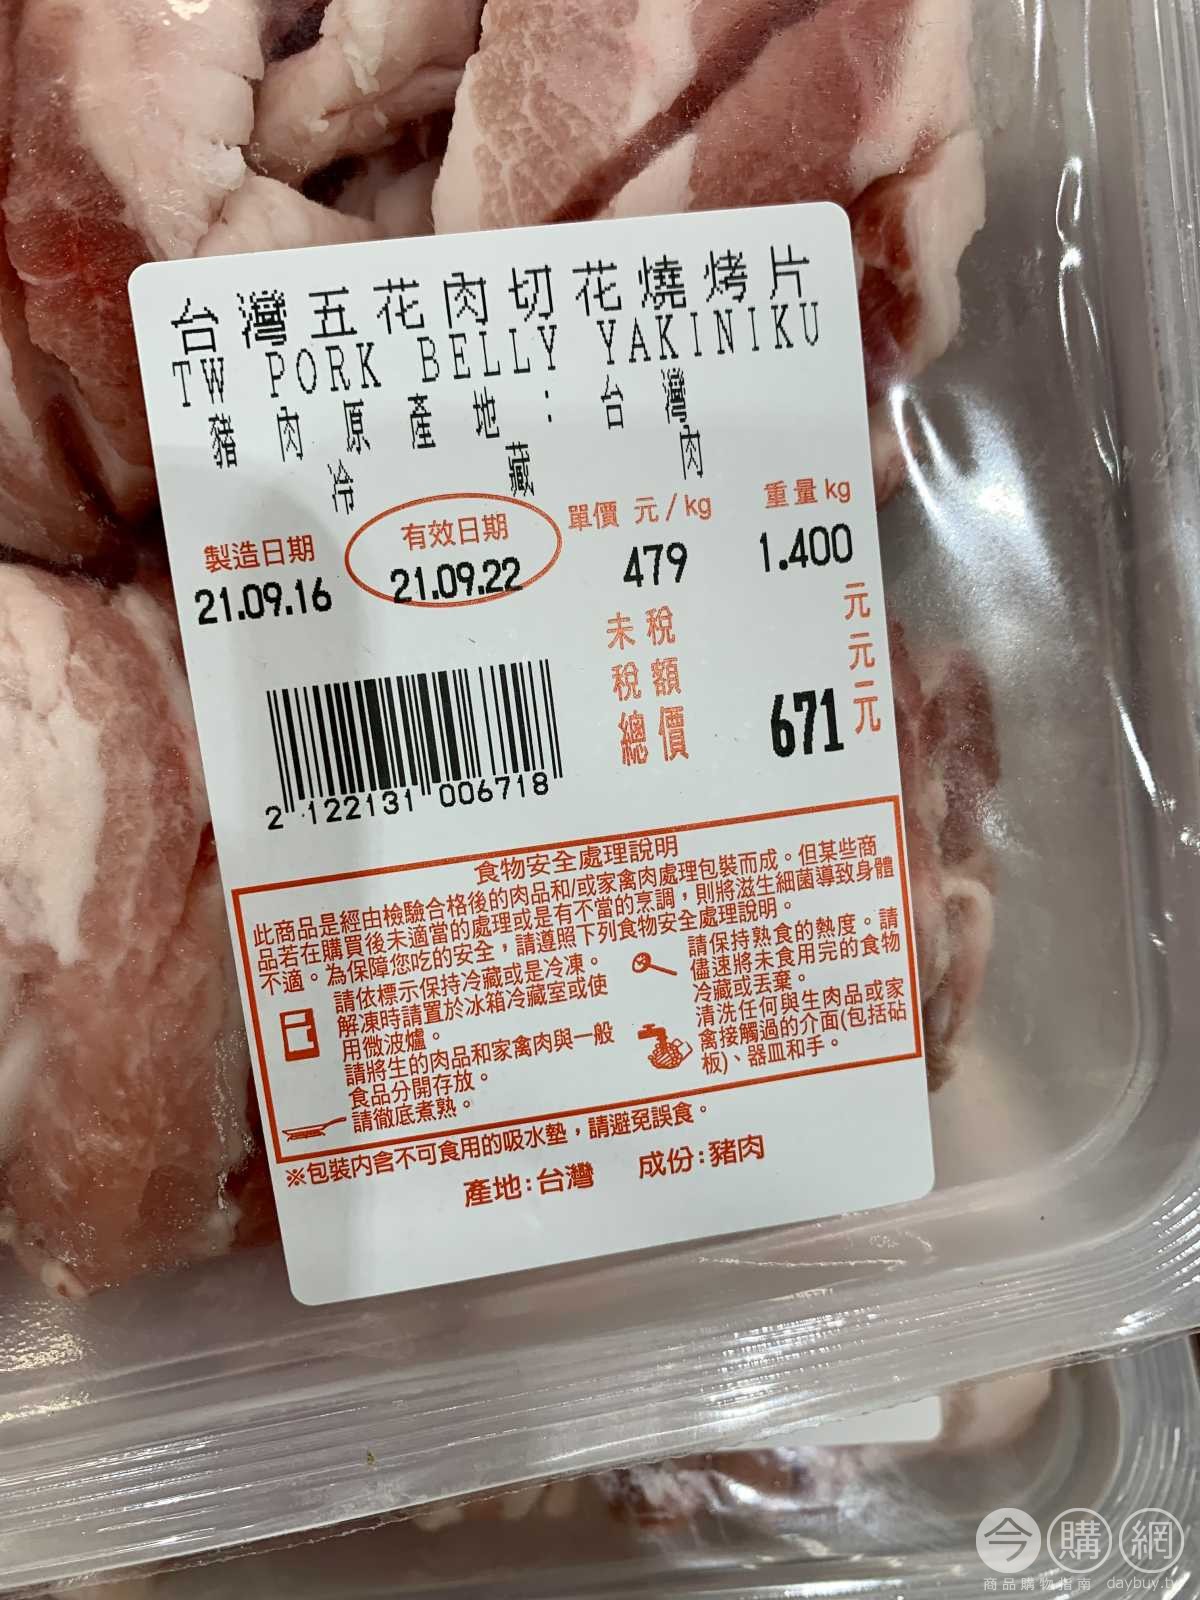 台灣五花肉切花燒烤片
TW PORK BELLY YAKINIKU
豬肉原產地:台灣
冷藏肉
製造日期 有效日期 單價 元/kg 重量kg
21.09.16 21.09.22 479 1.400
未稅 元
稅額 元
總價 671 元
2 122131 006718
食物安全處理說明
此商品是經由檢驗合格後的肉品和/或家禽肉處理包裝而成。但某些商
品若在購買後未適當的處理或是有不當的烹調,則將滋生細菌導致身體
不適。為保障您吃的安全,請遵照下列食物安全處理說明。
請依標示保持冷藏或是冷凍。
解凍時請置於冰箱冷藏室或使
用微波爐。
請將生的肉品和家禽肉與一般
食品分開存放。
請徹底煮熟。
請保持熟食的熱度。請
儘速將未食用完的食物
冷藏或丟棄。
清洗任何與生肉品或家
禽接觸過的介面(包括砧
板)、器皿和手。
※包裝內含不可食用的吸水墊,請避免誤食。
產地:台灣 成份:豬肉
今購網
商品購物指南 daybuy.t